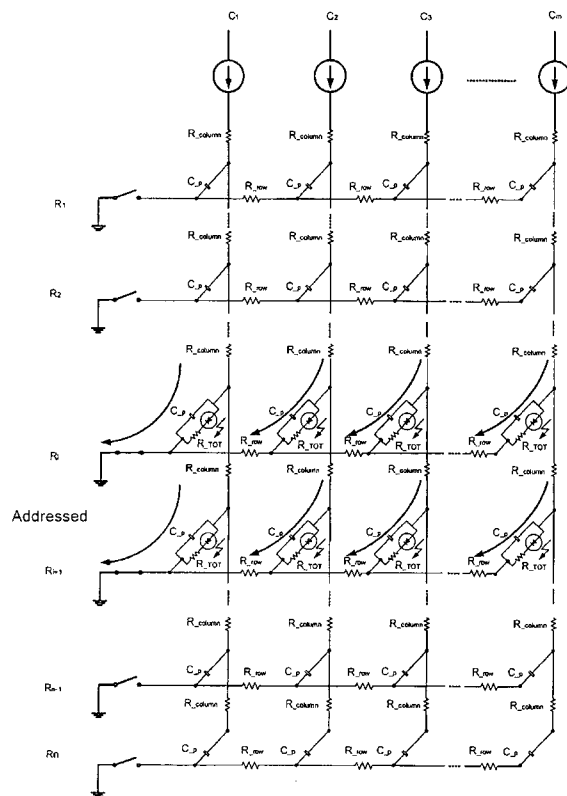 C1 C2 C3 Cm
R_column R_column R_column R_column
C_p C_p C_p C_p
R_row R_row R_row
R1
R_column R_column R_column R_column
C_p C_p C_p C_p
R_row R_row R_row
R2
R_column R_column R_column R_column
C_p C_p C_p C_p
R_TOT R_TOT R_TOT R_TOT
R_row R_row R_row
Ri
R_column R_column R_column R_column
Addressed
C_p C_p C_p C_p
R_TOT R_TOT R_TOT R_TOT
R_row R_row R_row
Ri+1
R_column R_column R_column R_column
C_p C_p C_p C_p
Rn-1
R_row R_row R_row
R_column R_column R_column R_column
C_p C_p C_p C_p
Rn
R_row R_row R_row